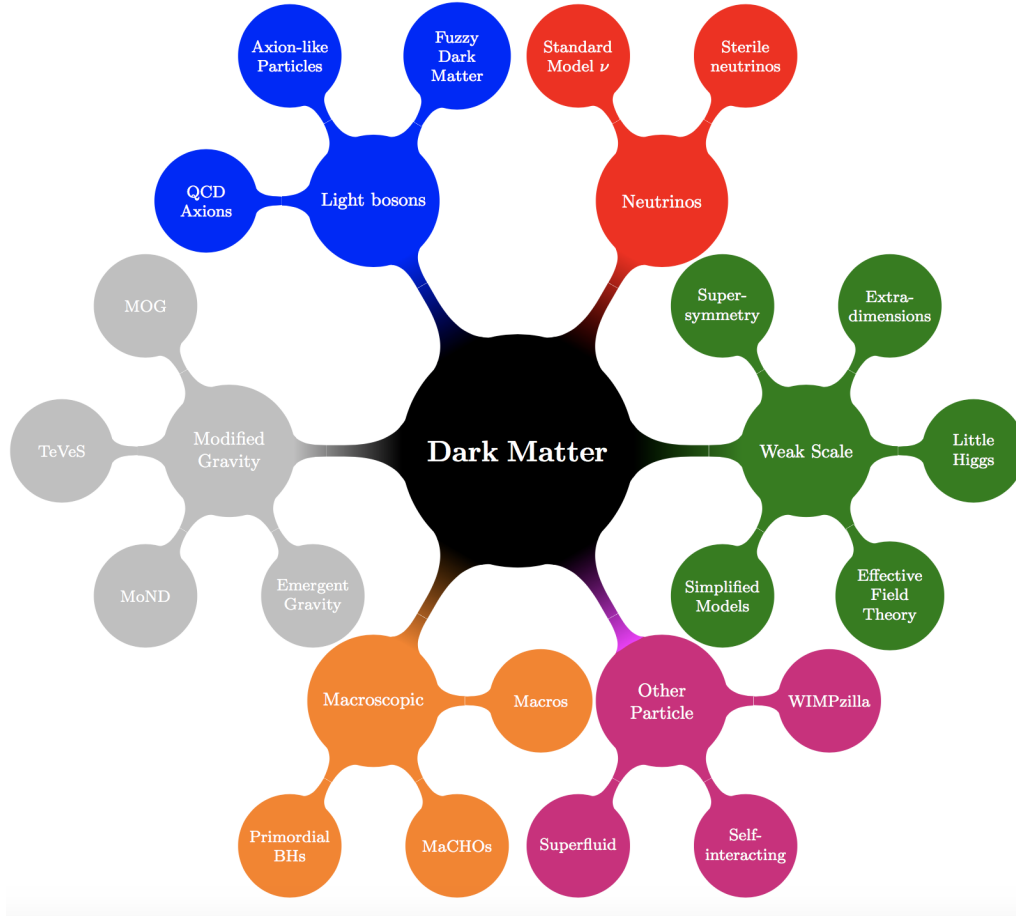 Axion-like
Particles
Fuzzy
Dark
Matter
Standard
Model ν
Sterile
neutrinos
QCD
Axions
Light bosons
Neutrinos
MOG
Super-
symmetry
Extra-
dimensions
TeVeS
Modified
Gravity
Dark Matter
Weak Scale
Little
Higgs
MoND
Emergent
Gravity
Simplified
Models
Effective
Field
Theory
Macroscopic
Macros
Other
Particle
WIMPzilla
Primordial
BHs
MaCHOs
Superfluid
Self-
interacting